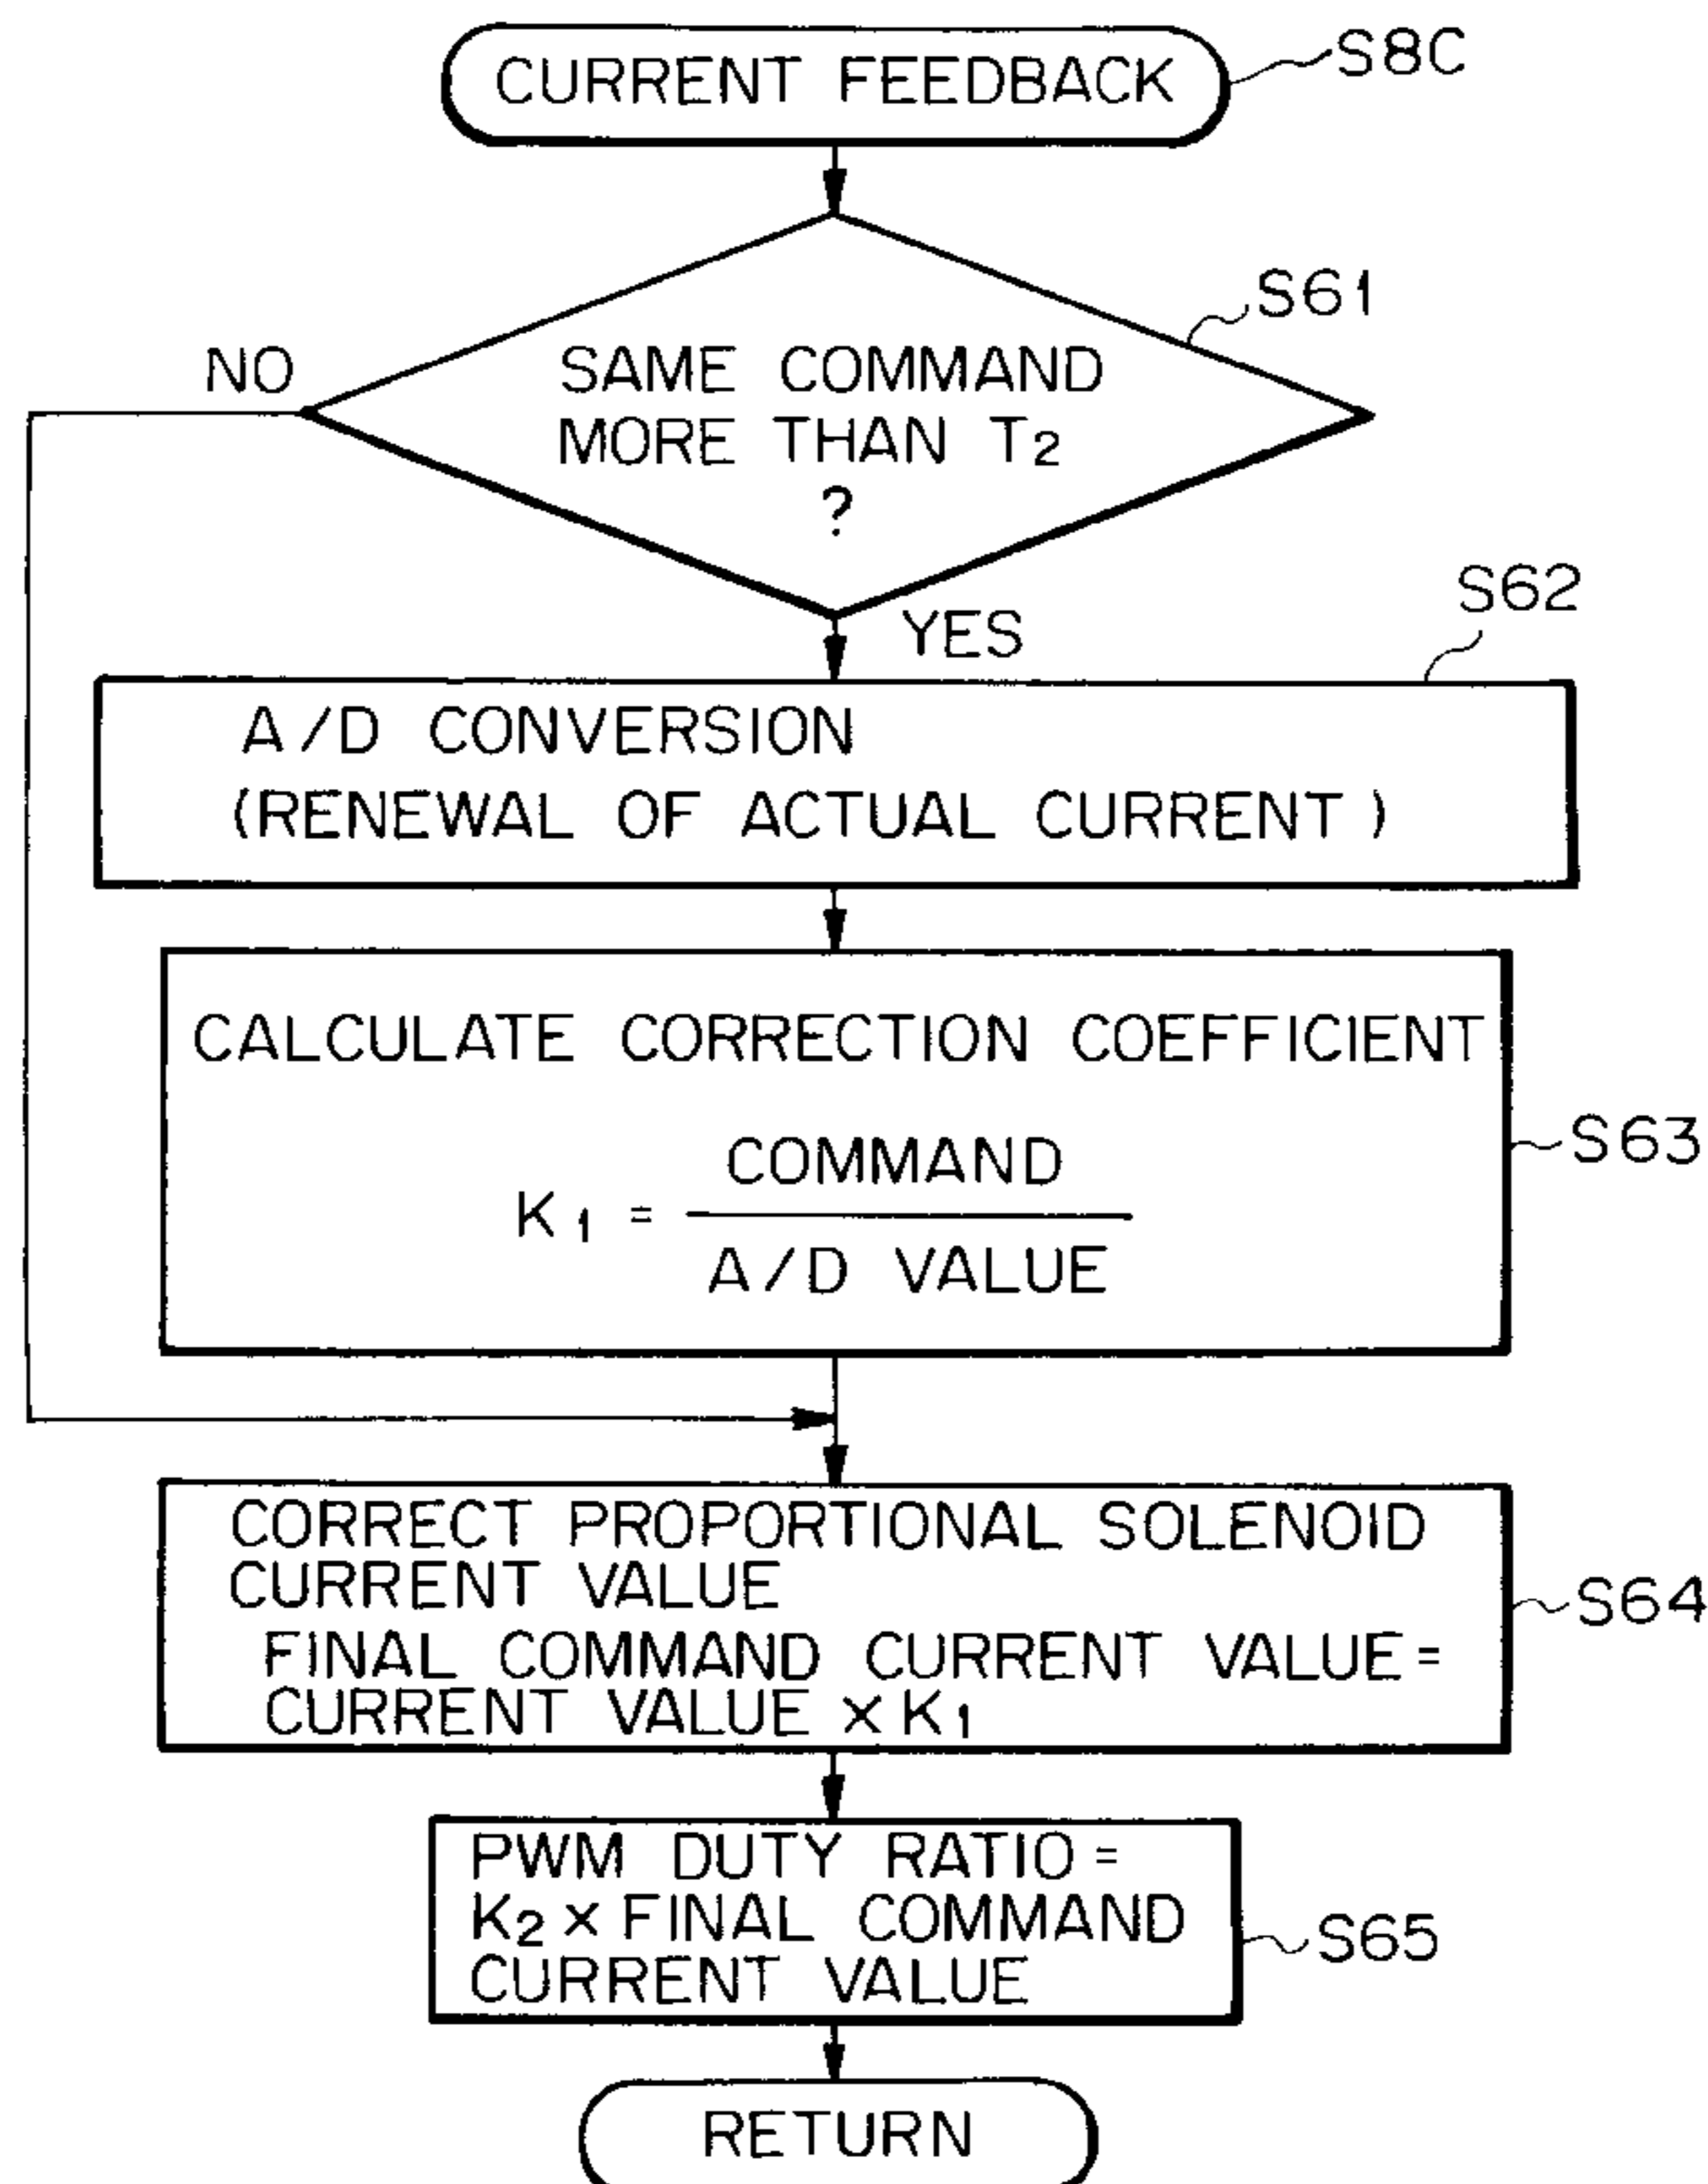 CURRENT FEEDBACK
S8C
S61
NO
SAME COMMAND
MORE THAN T2
?
YES
S62
A/D CONVERSION
(RENEWAL OF ACTUAL CURRENT)
CALCULATE CORRECTION COEFFICIENT
K1 = COMMAND
A/D VALUE
S63
CORRECT PROPORTIONAL SOLENOID
CURRENT VALUE
FINAL COMMAND CURRENT VALUE=
CURRENT VALUE × K1
S64
PWM DUTY RATIO =
K2 × FINAL COMMAND
CURRENT VALUE
S65
RETURN